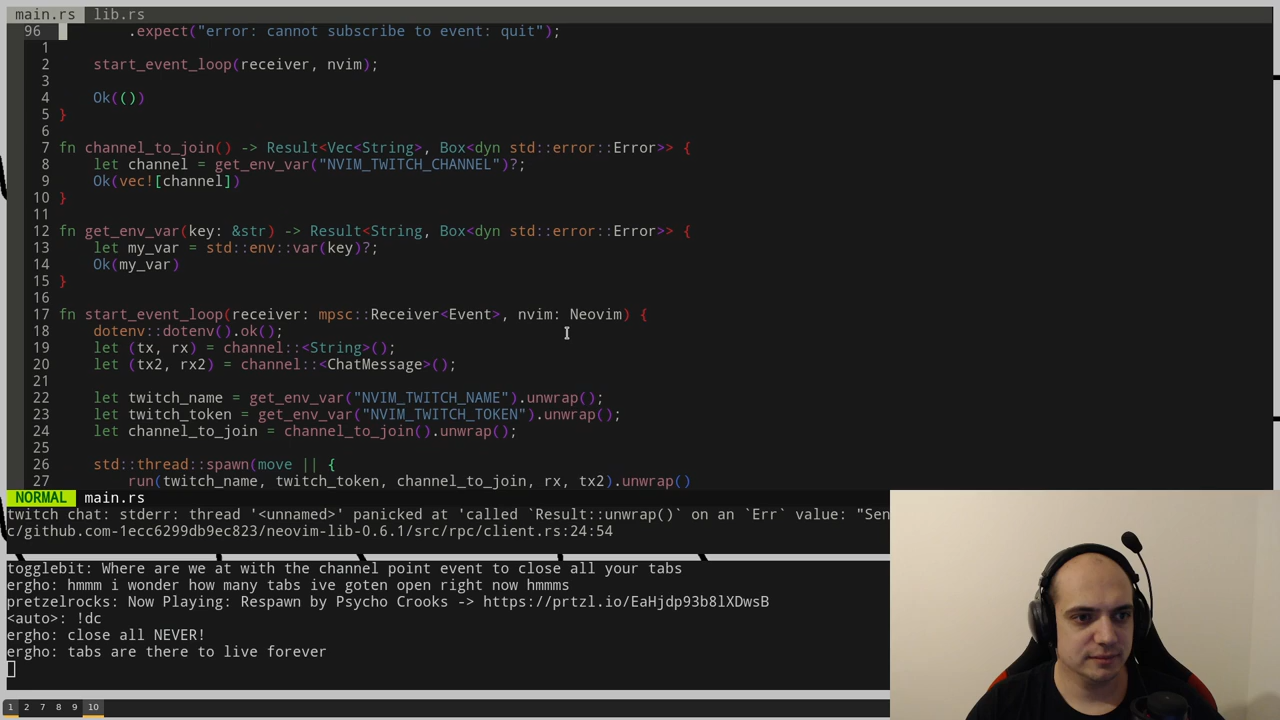 main.rs lib.rs
96         .expect("error: cannot subscribe to event: quit");
1
2     start_event_loop(receiver, nvim);
3
4     Ok(())
5 }
6
7 fn channel_to_join() -> Result<Vec<String>, Box<dyn std::error::Error>> {
8     let channel = get_env_var("NVIM_TWITCH_CHANNEL")?;
9     Ok(vec![channel])
10 }
11
12 fn get_env_var(key: &str) -> Result<String, Box<dyn std::error::Error>> {
13     let my_var = std::env::var(key)?;
14     Ok(my_var)
15 }
16
17 fn start_event_loop(receiver: mpsc::Receiver<Event>, nvim: Neovim) {
18     dotenv::dotenv().ok();
19     let (tx, rx) = channel::<String>();
20     let (tx2, rx2) = channel::<ChatMessage>();
21
22     let twitch_name = get_env_var("NVIM_TWITCH_NAME").unwrap();
23     let twitch_token = get_env_var("NVIM_TWITCH_TOKEN").unwrap();
24     let channel_to_join = channel_to_join().unwrap();
25
26     std::thread::spawn(move || {
27         run(twitch_name, twitch_token, channel_to_join, rx, tx2).unwrap()
NORMAL main.rs
twitch chat: stderr: thread '<unnamed>' panicked at 'called `Result::unwrap()` on an `Err` value: "Sen
c/github.com-1ecc6299db9ec823/neovim-lib-0.6.1/src/rpc/client.rs:24:54
togglebit: Where are we at with the channel point event to close all your tabs
ergho: hmmm i wonder how many tabs ive goten open right now hmmms
pretzelrocks: Now Playing: Respawn by Psycho Crooks -> https://prtzl.io/EaHjdp93b8lXDwsB
<auto>: !dc
ergho: close all NEVER!
ergho: tabs are there to live forever
1 2 7 8 9 10